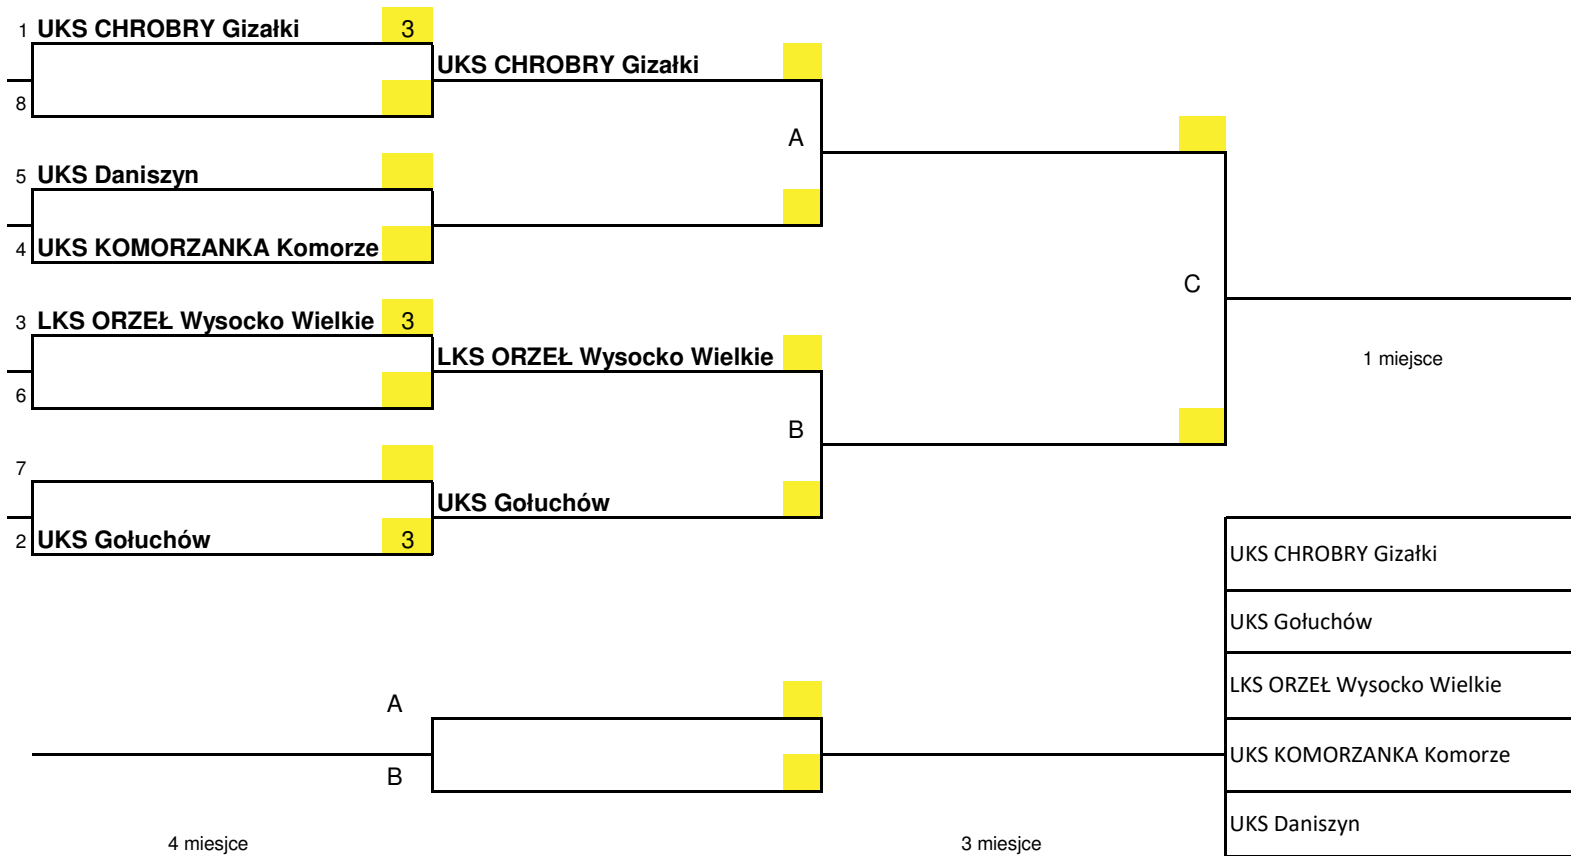 1 UKS CHROBRY Gizałki 3
UKS CHROBRY Gizałki
8
A
5 UKS Daniszyn
4 UKS KOMORZANKA Komorze
C
3 LKS ORZEŁ Wysocko Wielkie 3
LKS ORZEŁ Wysocko Wielkie
1 miejsce
6
B
7
UKS Gołuchów
2 UKS Gołuchów 3
UKS CHROBRY Gizałki
UKS Gołuchów
LKS ORZEŁ Wysocko Wielkie
A
UKS KOMORZANKA Komorze
B
UKS Daniszyn
4 miesjce
3 miejsce